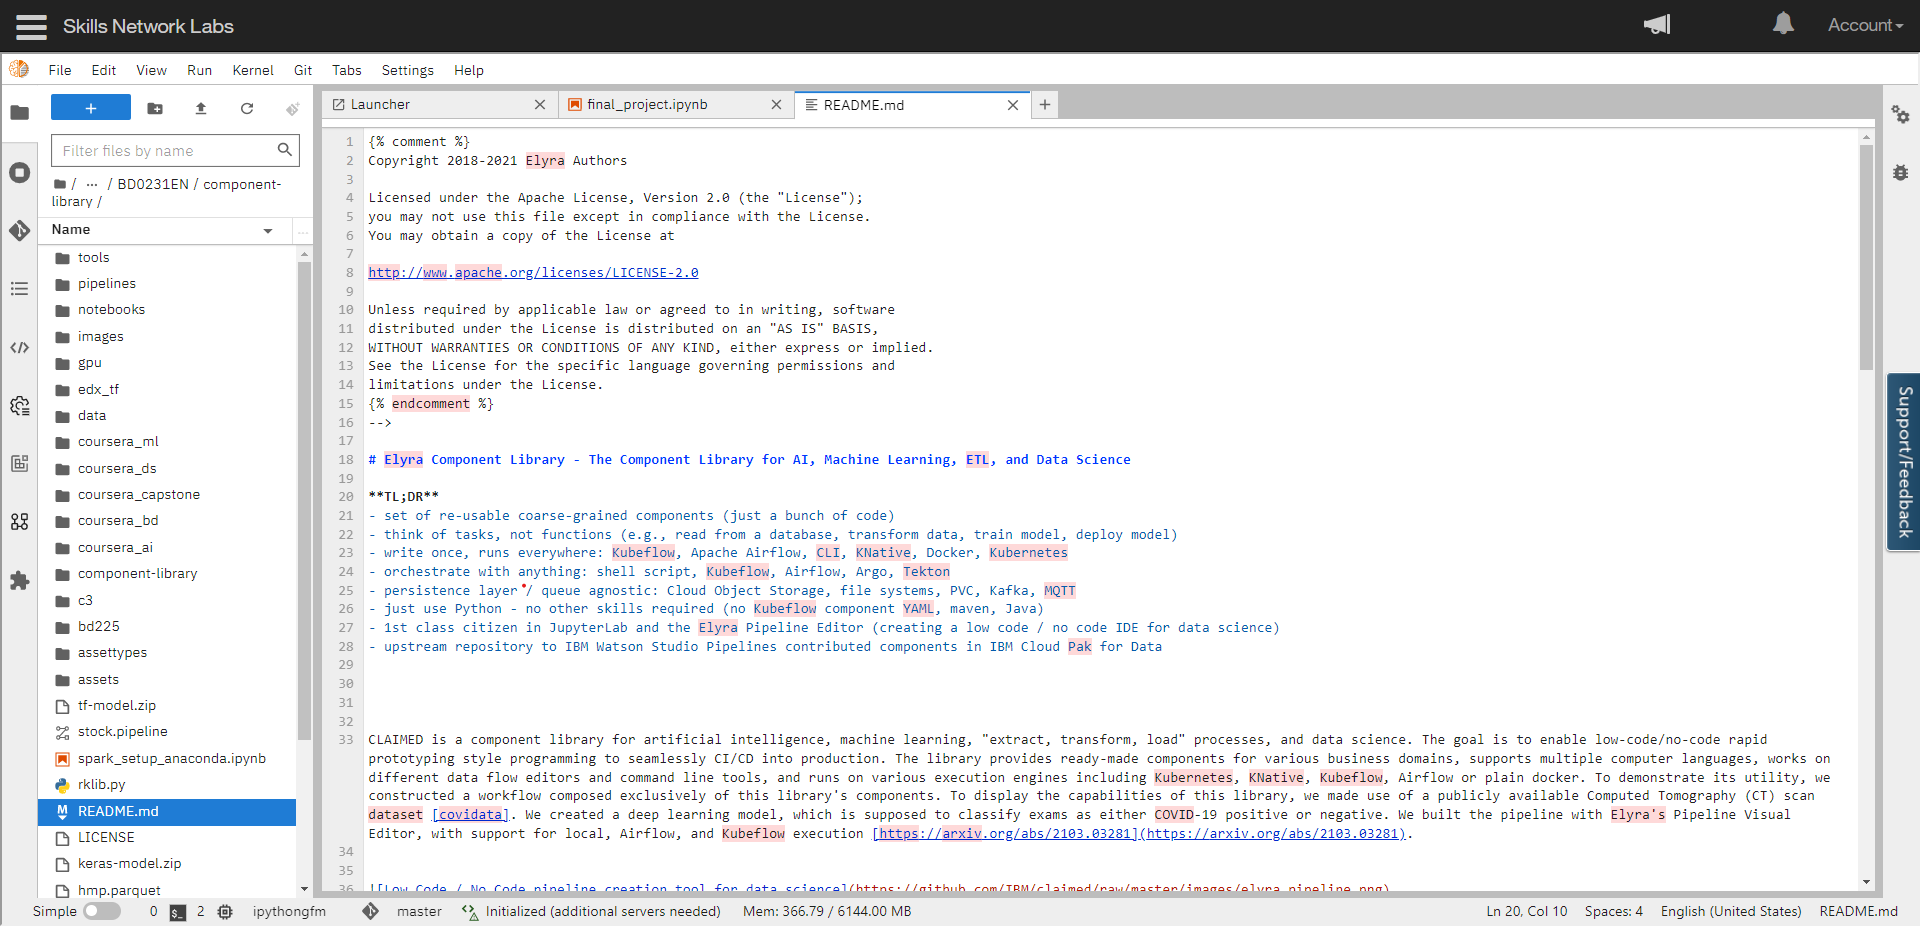 Skills Network Labs
Account
File Edit View Run Kernel Git Tabs Settings Help
+
Filter files by name
/ ··· / BD0231EN / component-
library /
Name
...
tools
pipelines
notebooks
images
gpu
edx_tf
data
coursera_ml
coursera_ds
coursera_capstone
coursera_bd
coursera_ai
component-library
c3
bd225
assettypes
assets
tf-model.zip
stock.pipeline
spark_setup_anaconda.ipynb
rklib.py
README.md
LICENSE
keras-model.zip
hmp.parquet
Launcher
final_project.ipynb
README.md
+
1 {% comment %}
2 Copyright 2018-2021 Elyra Authors
3
4 Licensed under the Apache License, Version 2.0 (the "License");
5 you may not use this file except in compliance with the License.
6 You may obtain a copy of the License at
7
8 http://www.apache.org/licenses/LICENSE-2.0
9
10 Unless required by applicable law or agreed to in writing, software
11 distributed under the License is distributed on an "AS IS" BASIS,
12 WITHOUT WARRANTIES OR CONDITIONS OF ANY KIND, either express or implied.
13 See the License for the specific language governing permissions and
14 limitations under the License.
15 {% endcomment %}
16 -->
17
18 # Elyra Component Library - The Component Library for AI, Machine Learning, ETL, and Data Science
19
20 **TL;DR**
21 - set of re-usable coarse-grained components (just a bunch of code)
22 - think of tasks, not functions (e.g., read from a database, transform data, train model, deploy model)
23 - write once, runs everywhere: Kubeflow, Apache Airflow, CLI, KNative, Docker, Kubernetes
24 - orchestrate with anything: shell script, Kubeflow, Airflow, Argo, Tekton
25 - persistence layer / queue agnostic: Cloud Object Storage, file systems, PVC, Kafka, MQTT
26 - just use Python - no other skills required (no Kubeflow component YAML, maven, Java)
27 - 1st class citizen in JupyterLab and the Elyra Pipeline Editor (creating a low code / no code IDE for data science)
28 - upstream repository to IBM Watson Studio Pipelines contributed components in IBM Cloud Pak for Data
29
30
31
32
33 CLAIMED is a component library for artificial intelligence, machine learning, "extract, transform, load" processes, and data science. The goal is to enable low-code/no-code rapid
prototyping style programming to seamlessly CI/CD into production. The library provides ready-made components for various business domains, supports multiple computer languages, works on
different data flow editors and command line tools, and runs on various execution engines including Kubernetes, KNative, Kubeflow, Airflow or plain docker. To demonstrate its utility, we
constructed a workflow composed exclusively of this library's components. To display the capabilities of this library, we made use of a publicly available Computed Tomography (CT) scan
dataset [covidata]. We created a deep learning model, which is supposed to classify exams as either COVID-19 positive or negative. We built the pipeline with Elyra's Pipeline Visual
Editor, with support for local, Airflow, and Kubeflow execution [https://arxiv.org/abs/2103.03281](https://arxiv.org/abs/2103.03281).
34
35
36 ![Low Code / No Code pipeline creation tool for data science](https://github.com/IBM/claimed/raw/master/images/elyra_pipeline.png)
Support/Feedback
Simple 0 $_ 2 ipythongfm master Initialized (additional servers needed) Mem: 366.79 / 6144.00 MB Ln 20, Col 10 Spaces: 4 English (United States) README.md